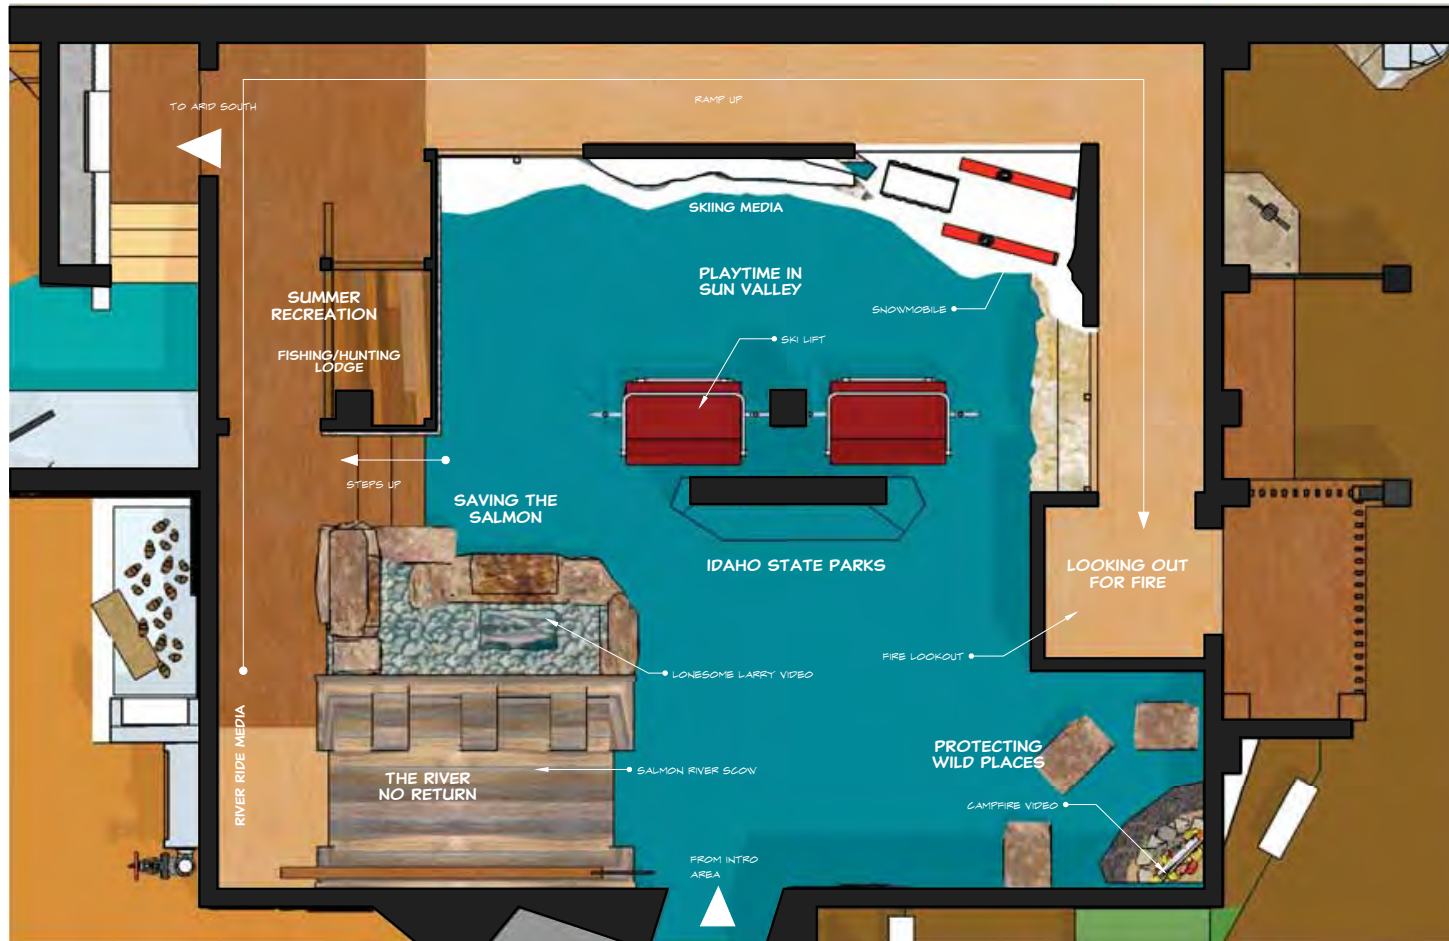 RAMP UP
TO ARID SOUTH
SKIING MEDIA
PLAYTIME IN
SUN VALLEY
SUMMER
RECREATION
SNOWMOBILE
SKI LIFT
FISHING/HUNTING
LODGE
STEPS UP
SAVING THE
SALMON
IDAHO STATE PARKS
LOOKING OUT
FOR FIRE
FIRE LOOKOUT
LONESOME LARRY VIDEO
RIVER RIDE MEDIA
PROTECTING
WILD PLACES
SALMON RIVER SCOW
THE RIVER
NO RETURN
CAMPFIRE VIDEO
FROM INTRO
AREA